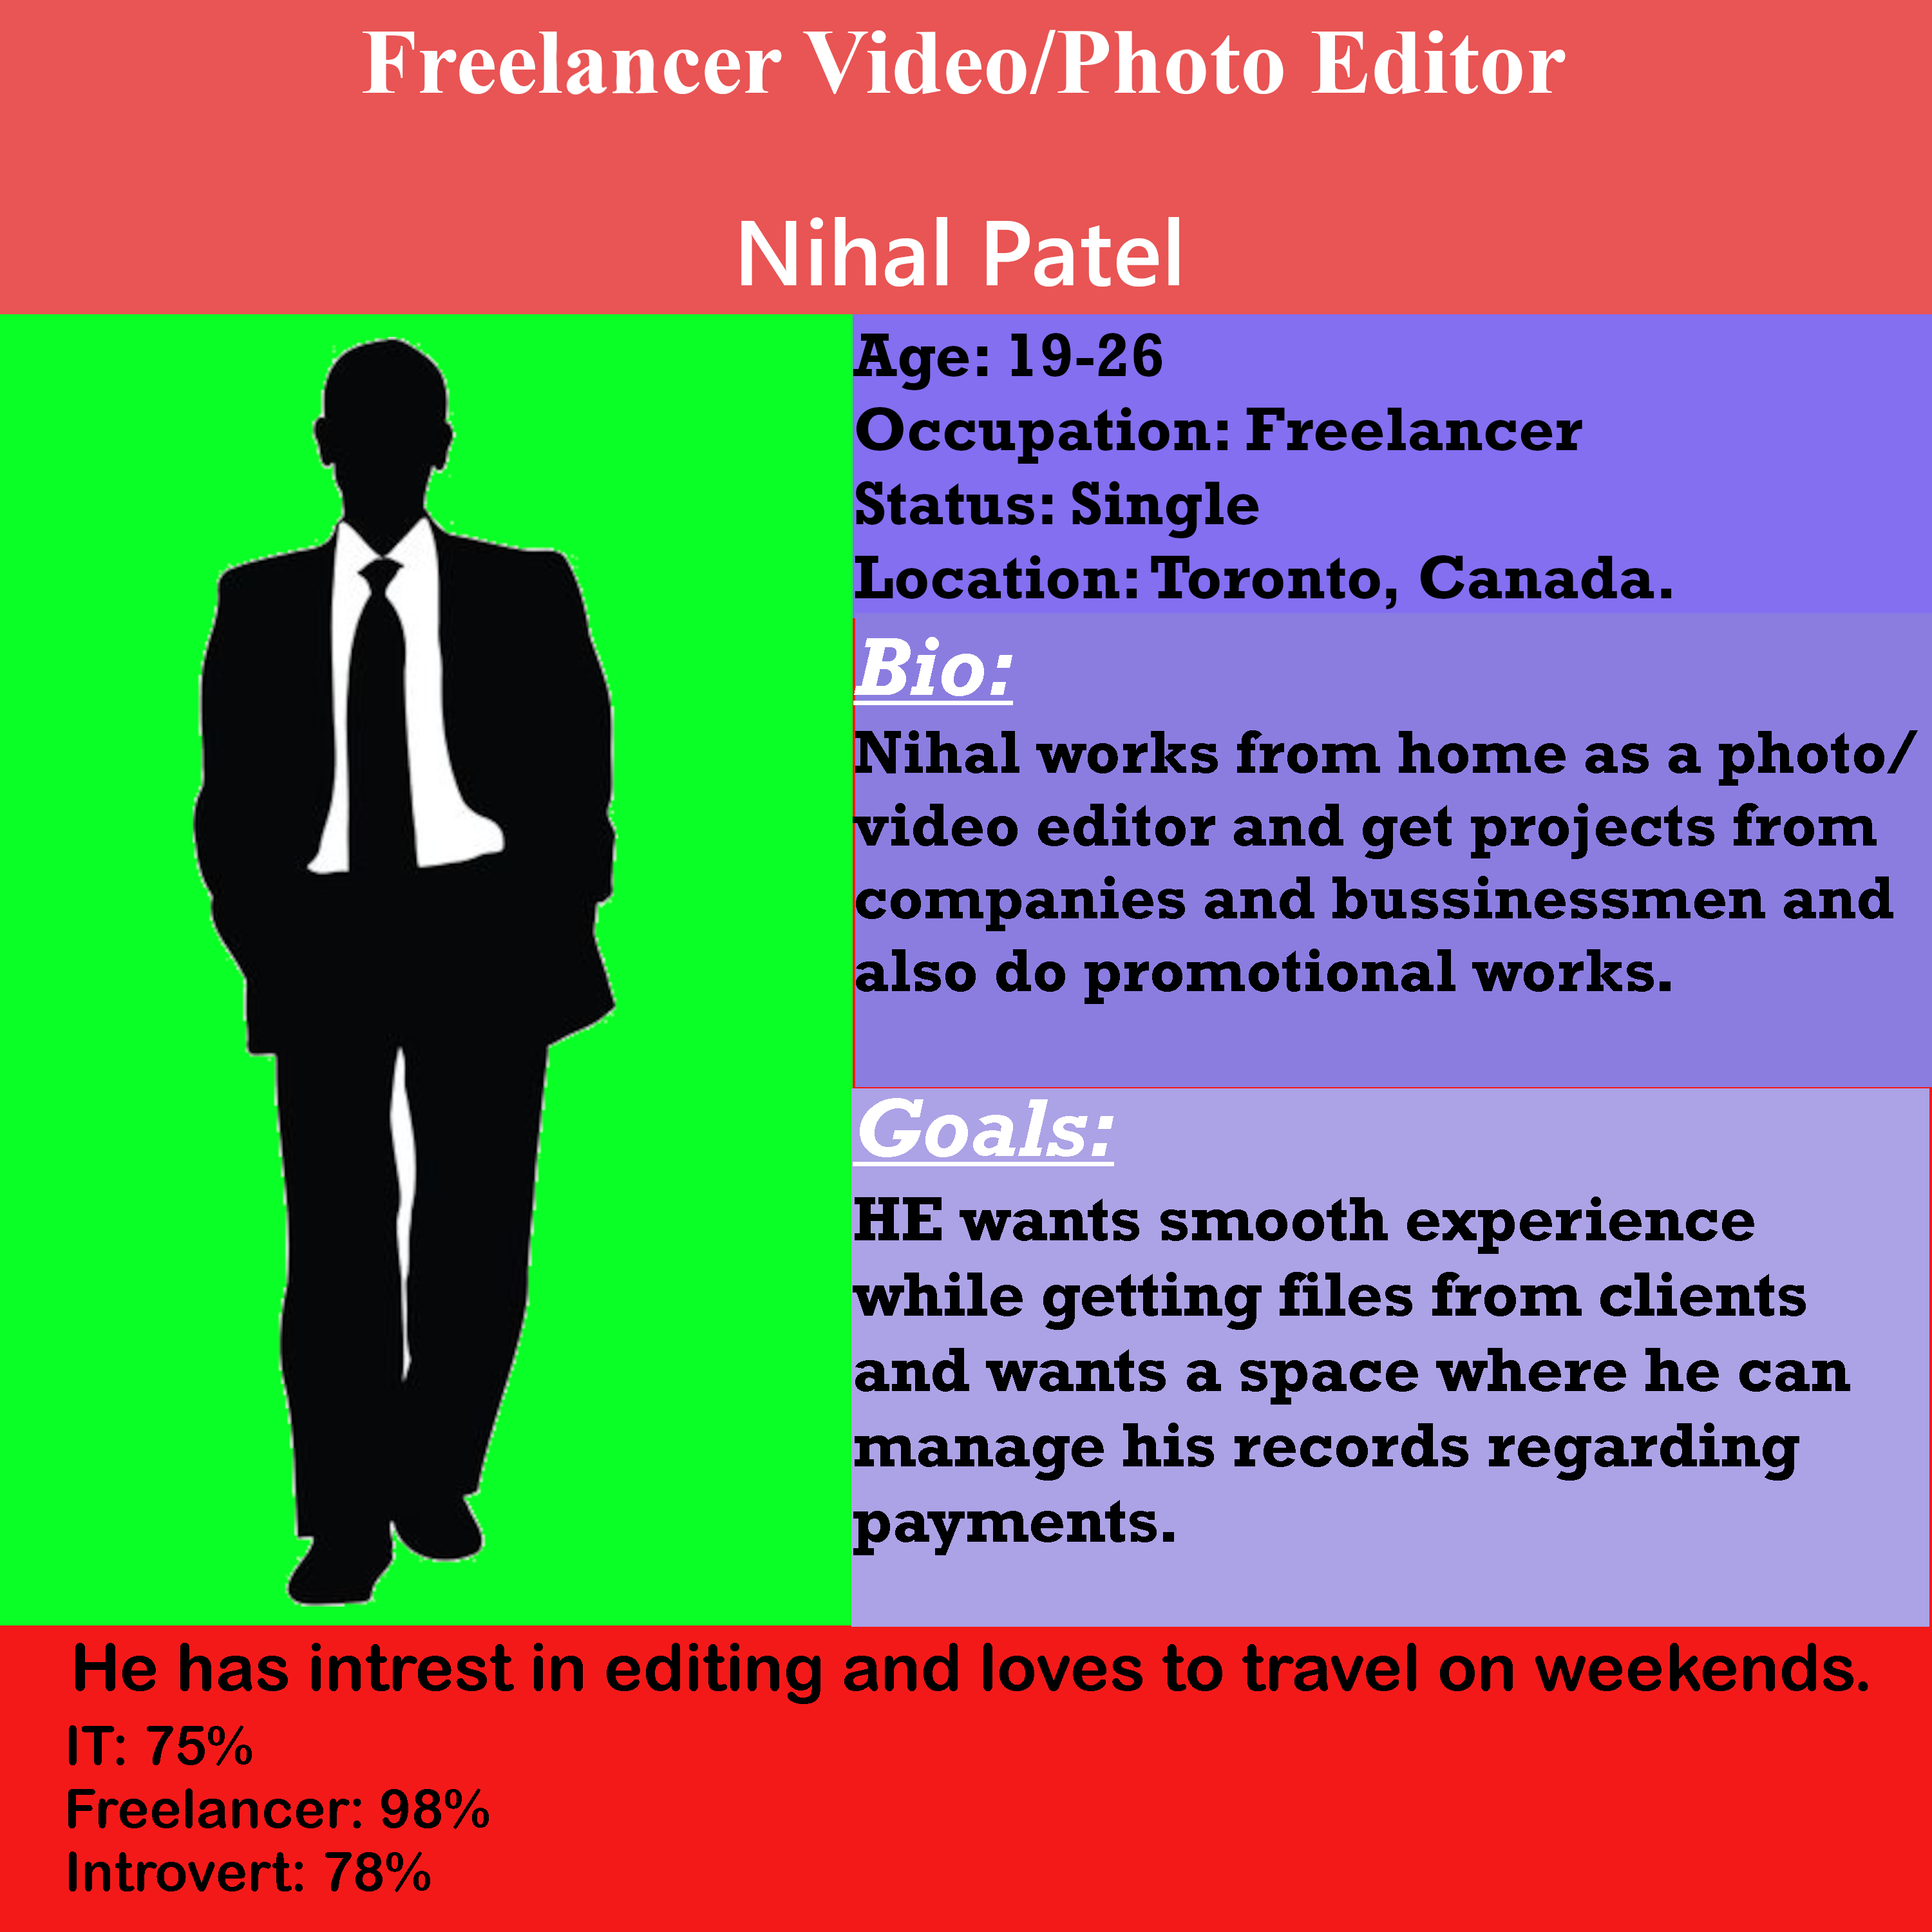 Freelancer Video/Photo Editor
Nihal Patel
Age: 19-26
Occupation: Freelancer
Status: Single
Location: Toronto, Canada.
Bio:
Nihal works from home as a photo/
video editor and get projects from
companies and bussinessmen and
also do promotional works.
Goals:
HE wants smooth experience
while getting files from clients
and wants a space where he can
manage his records regarding
payments.
He has intrest in editing and loves to travel on weekends.
IT: 75%
Freelancer: 98%
Introvert: 78%